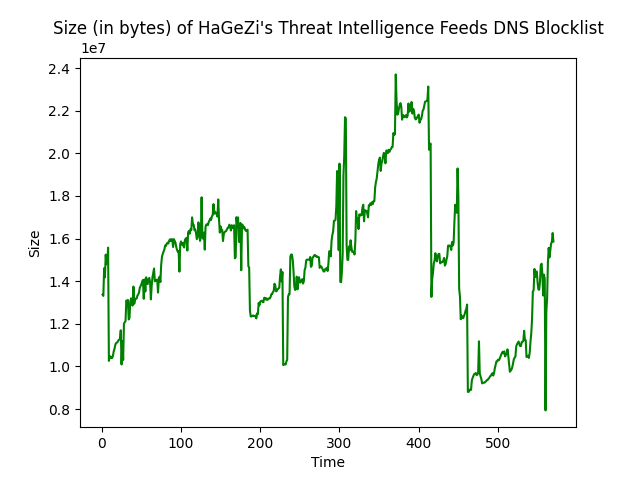 Size (in bytes) of HaGeZi's Threat Intelligence Feeds DNS Blocklist
1e7
2.4
2.2
2.0
1.8
1.6
1.4
1.2
1.0
0.8
Size
0 100 200 300 400 500
Time